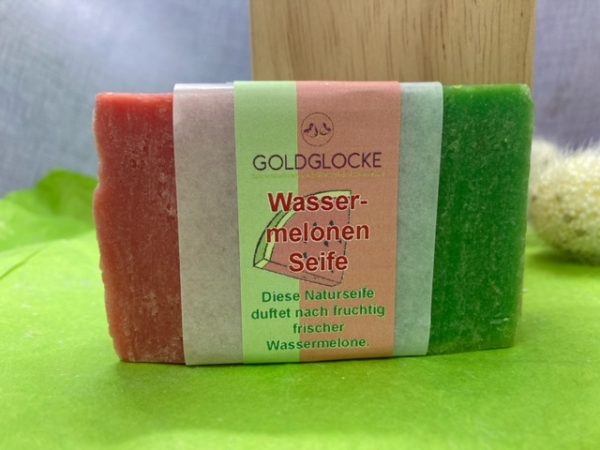 GOLDGLOCKE
Wasser-
melonen
Seife
Diese Naturseife
duftet nach fruchtig
frischer
Wassermelone.